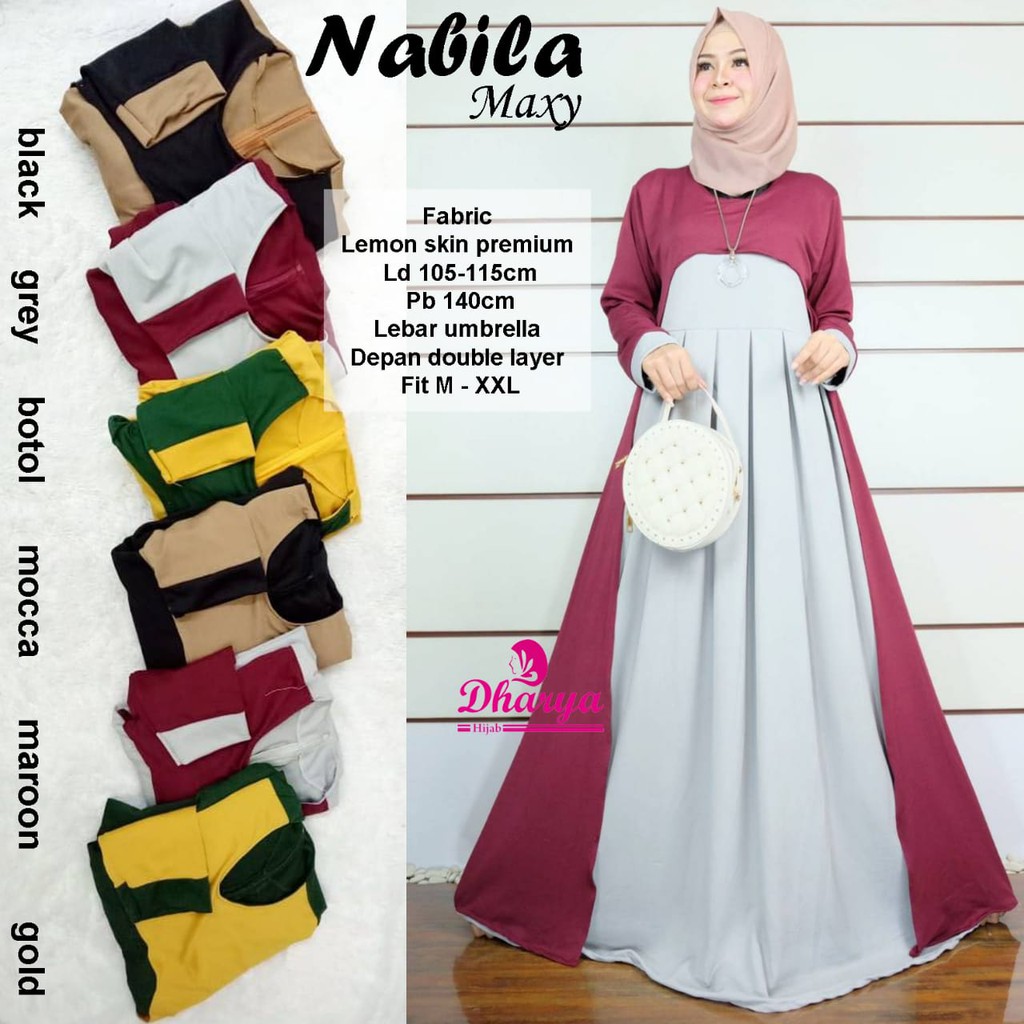 Nabila
Maxy
Fabric
Lemon skin premium
Ld 105-115cm
Pb 140cm
Lebar umbrella
Depan double layer
Fit M - XXL
black
grey
botol
mocca
maroon
gold
Dharya
Hijab